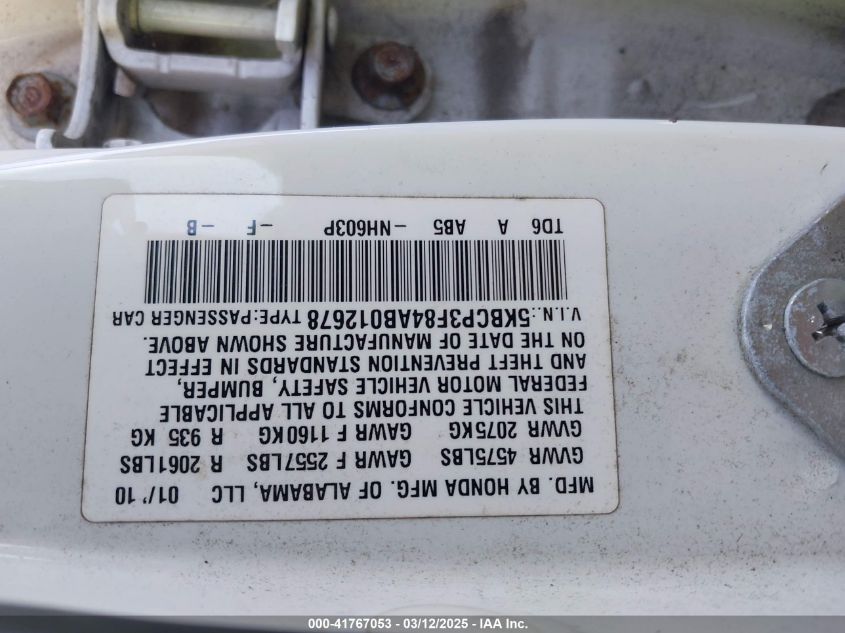 MFD. BY HONDA MFG. OF ALABAMA, LLC 01/'10
GVWR 4575LBS GAWR F 2557LBS R 2061LBS
GVWR 2075KG GAWR F 1160KG R 935 KG
THIS VEHICLE CONFORMS TO ALL APPLICABLE
FEDERAL MOTOR VEHICLE SAFETY, BUMPER,
AND THEFT PREVENTION STANDARDS IN EFFECT
ON THE DATE OF MANUFACTURE SHOWN ABOVE.
V.I.N.:5KBCP3F84AB012678 TYPE:PASSENGER CAR
TD6 A AB5 -NH603P -F -B
000-41767053 - 03/12/2025 - IAA Inc.